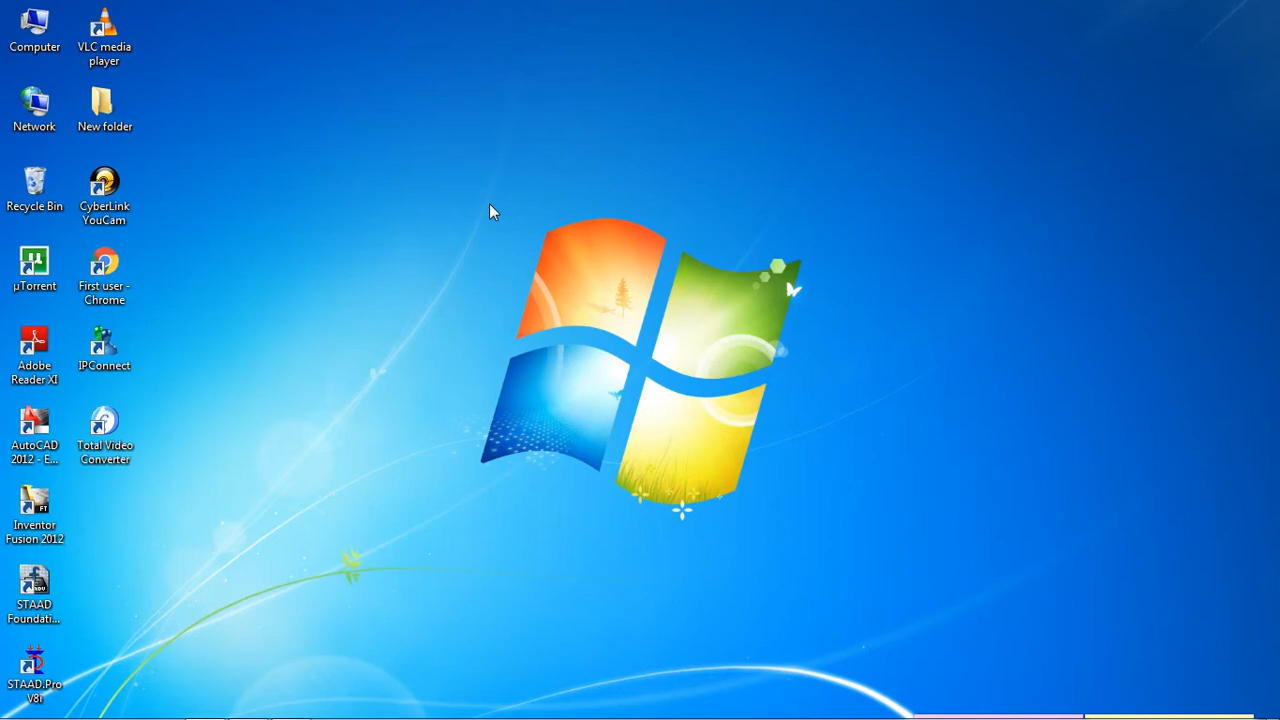 Computer
VLC media
player
Network
New folder
Recycle Bin
CyberLink
YouCam
µTorrent
First user -
Chrome
Adobe
Reader XI
IPConnect
AutoCAD
2012 - E...
Total Video
Converter
Inventor
Fusion 2012
FT
STAAD
Foundati...
STAAD.Pro
V8i